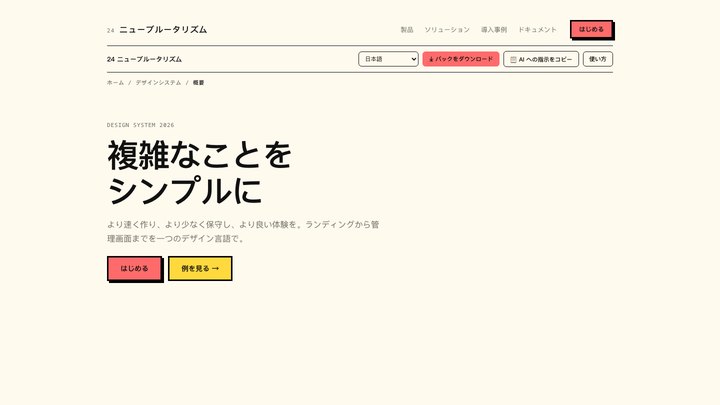 24 ニューブルータリズム
製品 ソリューション 導入事例 ドキュメント はじめる
24 ニューブルータリズム
日本語 パックをダウンロード AI への指示をコピー 使い方
ホーム / デザインシステム / 概要
DESIGN SYSTEM 2026
複雑なことを
シンプルに
より速く作り、より少なく保守し、より良い体験を。ランディングから管
理画面までを一つのデザイン言語で。
はじめる 例を見る →